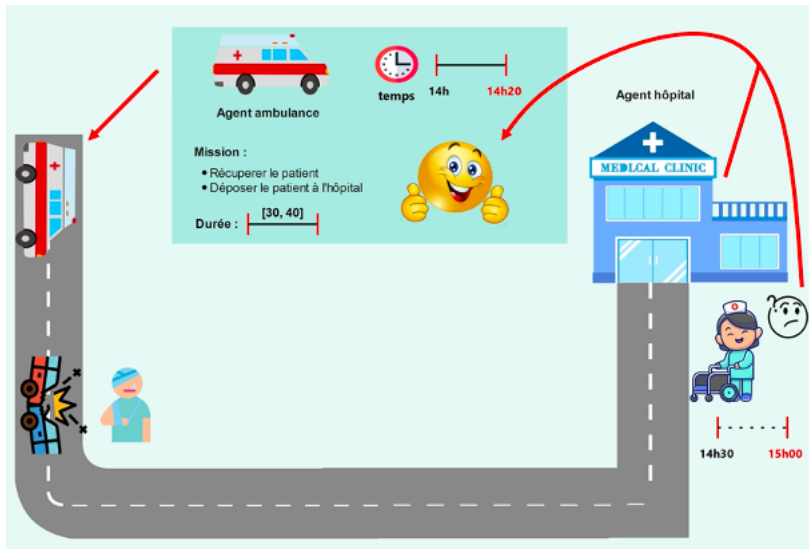 Agent ambulance
temps
14h
14h20
Mission :
• Récuperer le patient
• Déposer le patient à l'hôpital
Durée :
[30, 40]
Agent hôpital
MEDLCAL CLINIC
?
14h30
15h00